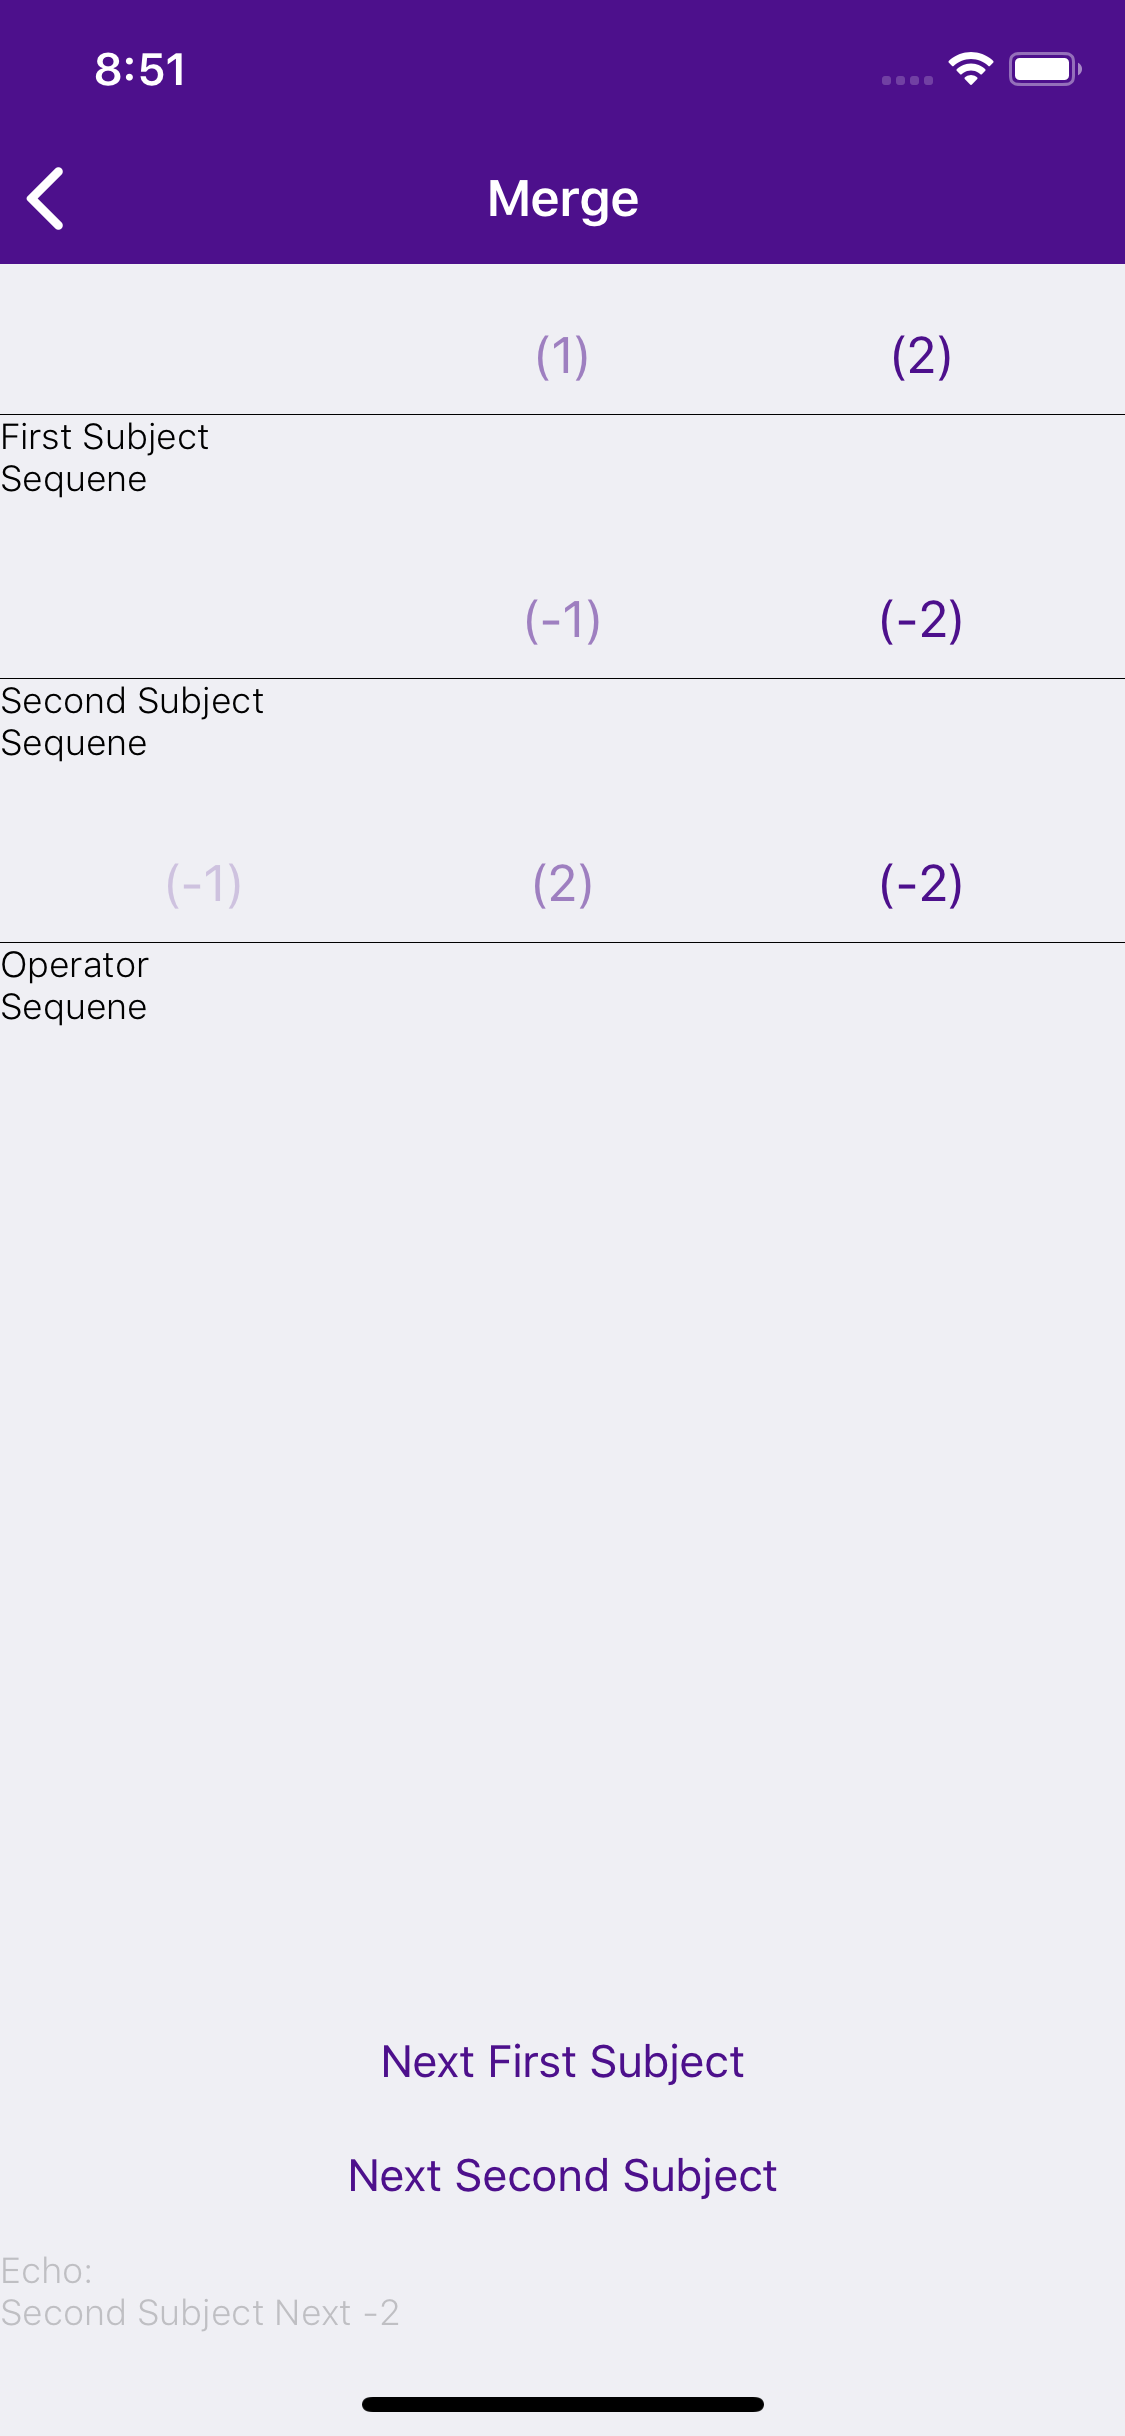 8:51
Merge
(1) (2)
First Subject
Sequene
(-1) (-2)
Second Subject
Sequene
(-1) (2) (-2)
Operator
Sequene
Next First Subject
Next Second Subject
Echo:
Second Subject Next -2